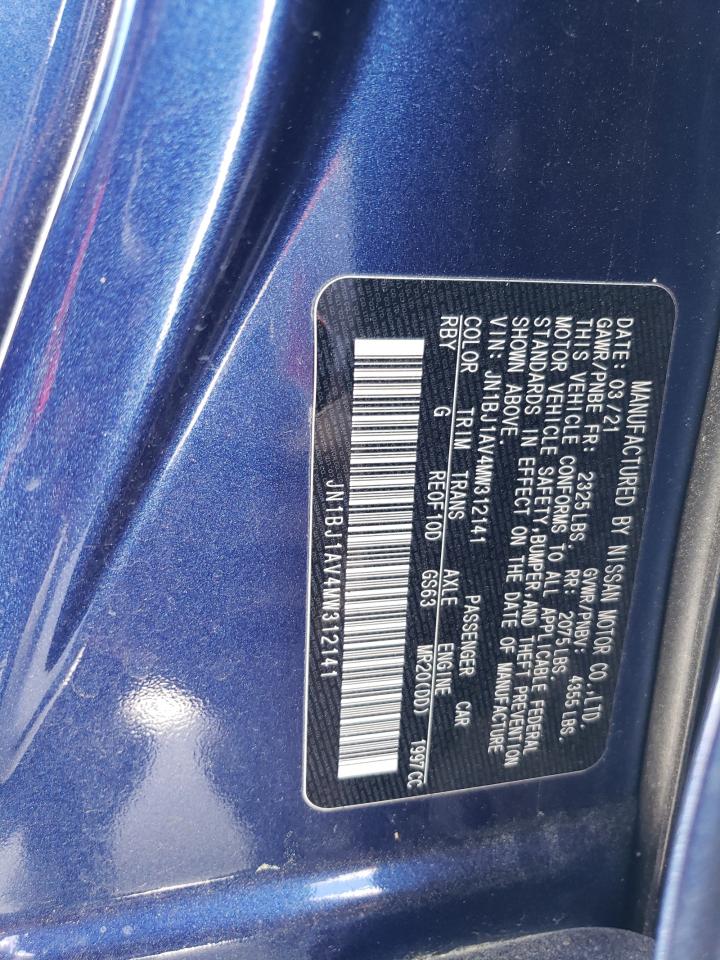 MANUFACTURED BY NISSAN MOTOR CO.,LTD.
DATE: 03/21 GVWR/PNBV: 4355LBS.
GAWR/PNBE FR: 2325LBS. RR: 2075LBS.
THIS VEHICLE CONFORMS TO ALL APPLICABLE FEDERAL
MOTOR VEHICLE SAFETY,BUMPER,AND THEFT PREVENTION
STANDARDS IN EFFECT ON THE DATE OF MANUFACTURE
SHOWN ABOVE.
VIN: JN1BJ1AV4MW312141 PASSENGER CAR
COLOR TRIM TRANS AXLE ENGINE
RBY G RE0F10D GS63 MR20(DD) 1997CC
JN1BJ1AV4MW312141